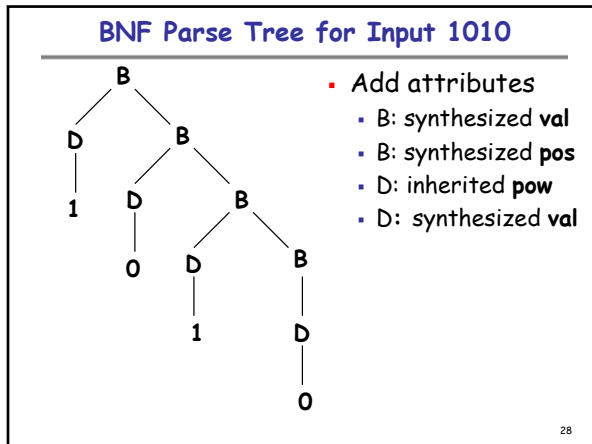 BNF Parse Tree for Input 1010
B
D B
1 D B
0 D B
1 D
0
▪ Add attributes
▪ B: synthesized val
▪ B: synthesized pos
▪ D: inherited pow
▪ D: synthesized val
28